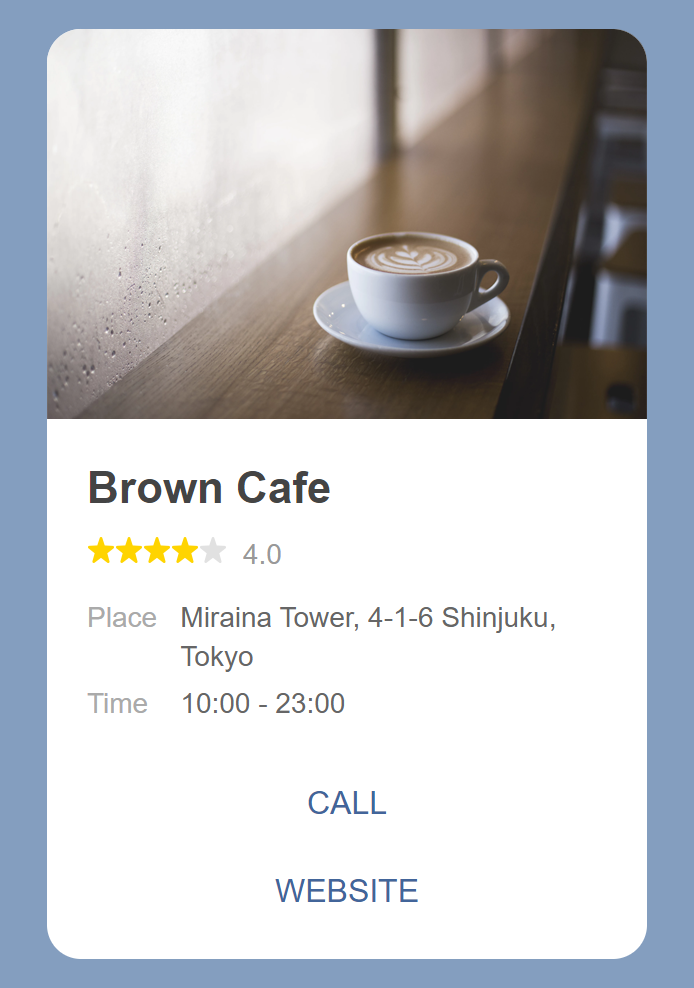 Brown Cafe
4.0
Place Miraina Tower, 4-1-6 Shinjuku,
Tokyo
Time 10:00 - 23:00
CALL
WEBSITE